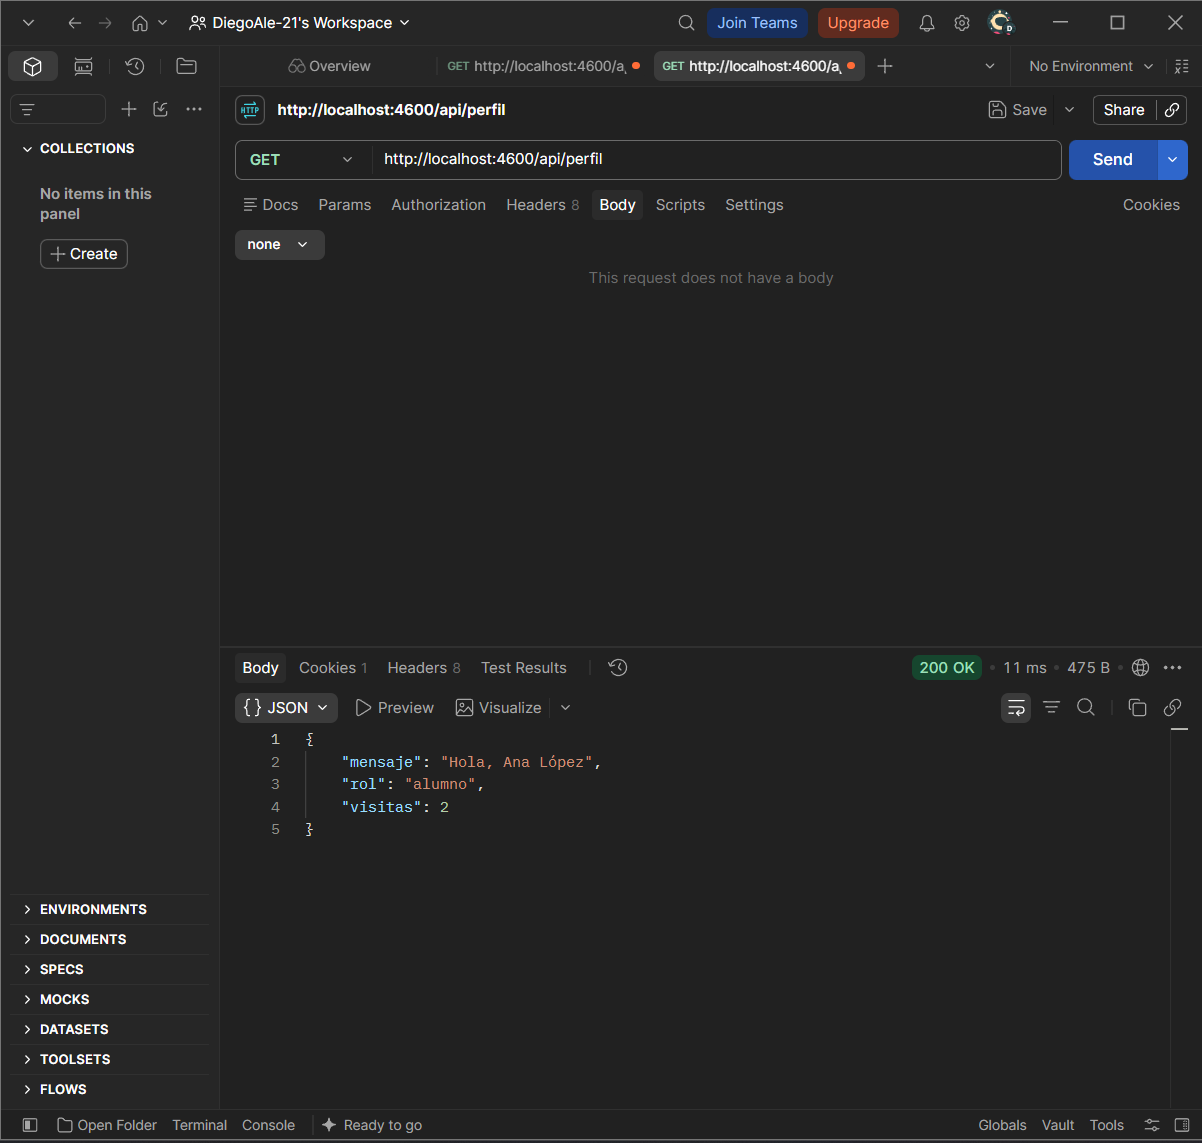 DiegoAle-21's Workspace
Join Teams
Upgrade
Overview
GET http://localhost:4600/a
GET http://localhost:4600/a
No Environment
HTTP
http://localhost:4600/api/perfil
Save
Share
COLLECTIONS
No items in this
panel
Create
GET
http://localhost:4600/api/perfil
Send
Docs
Params
Authorization
Headers 8
Body
Scripts
Settings
Cookies
none
This request does not have a body
Body
Cookies 1
Headers 8
Test Results
200 OK
11 ms
475 B
{} JSON
Preview
Visualize
1 {
2 "mensaje": "Hola, Ana López",
3 "rol": "alumno",
4 "visitas": 2
5 }
ENVIRONMENTS
DOCUMENTS
SPECS
MOCKS
DATASETS
TOOLSETS
FLOWS
Open Folder
Terminal
Console
Ready to go
Globals
Vault
Tools